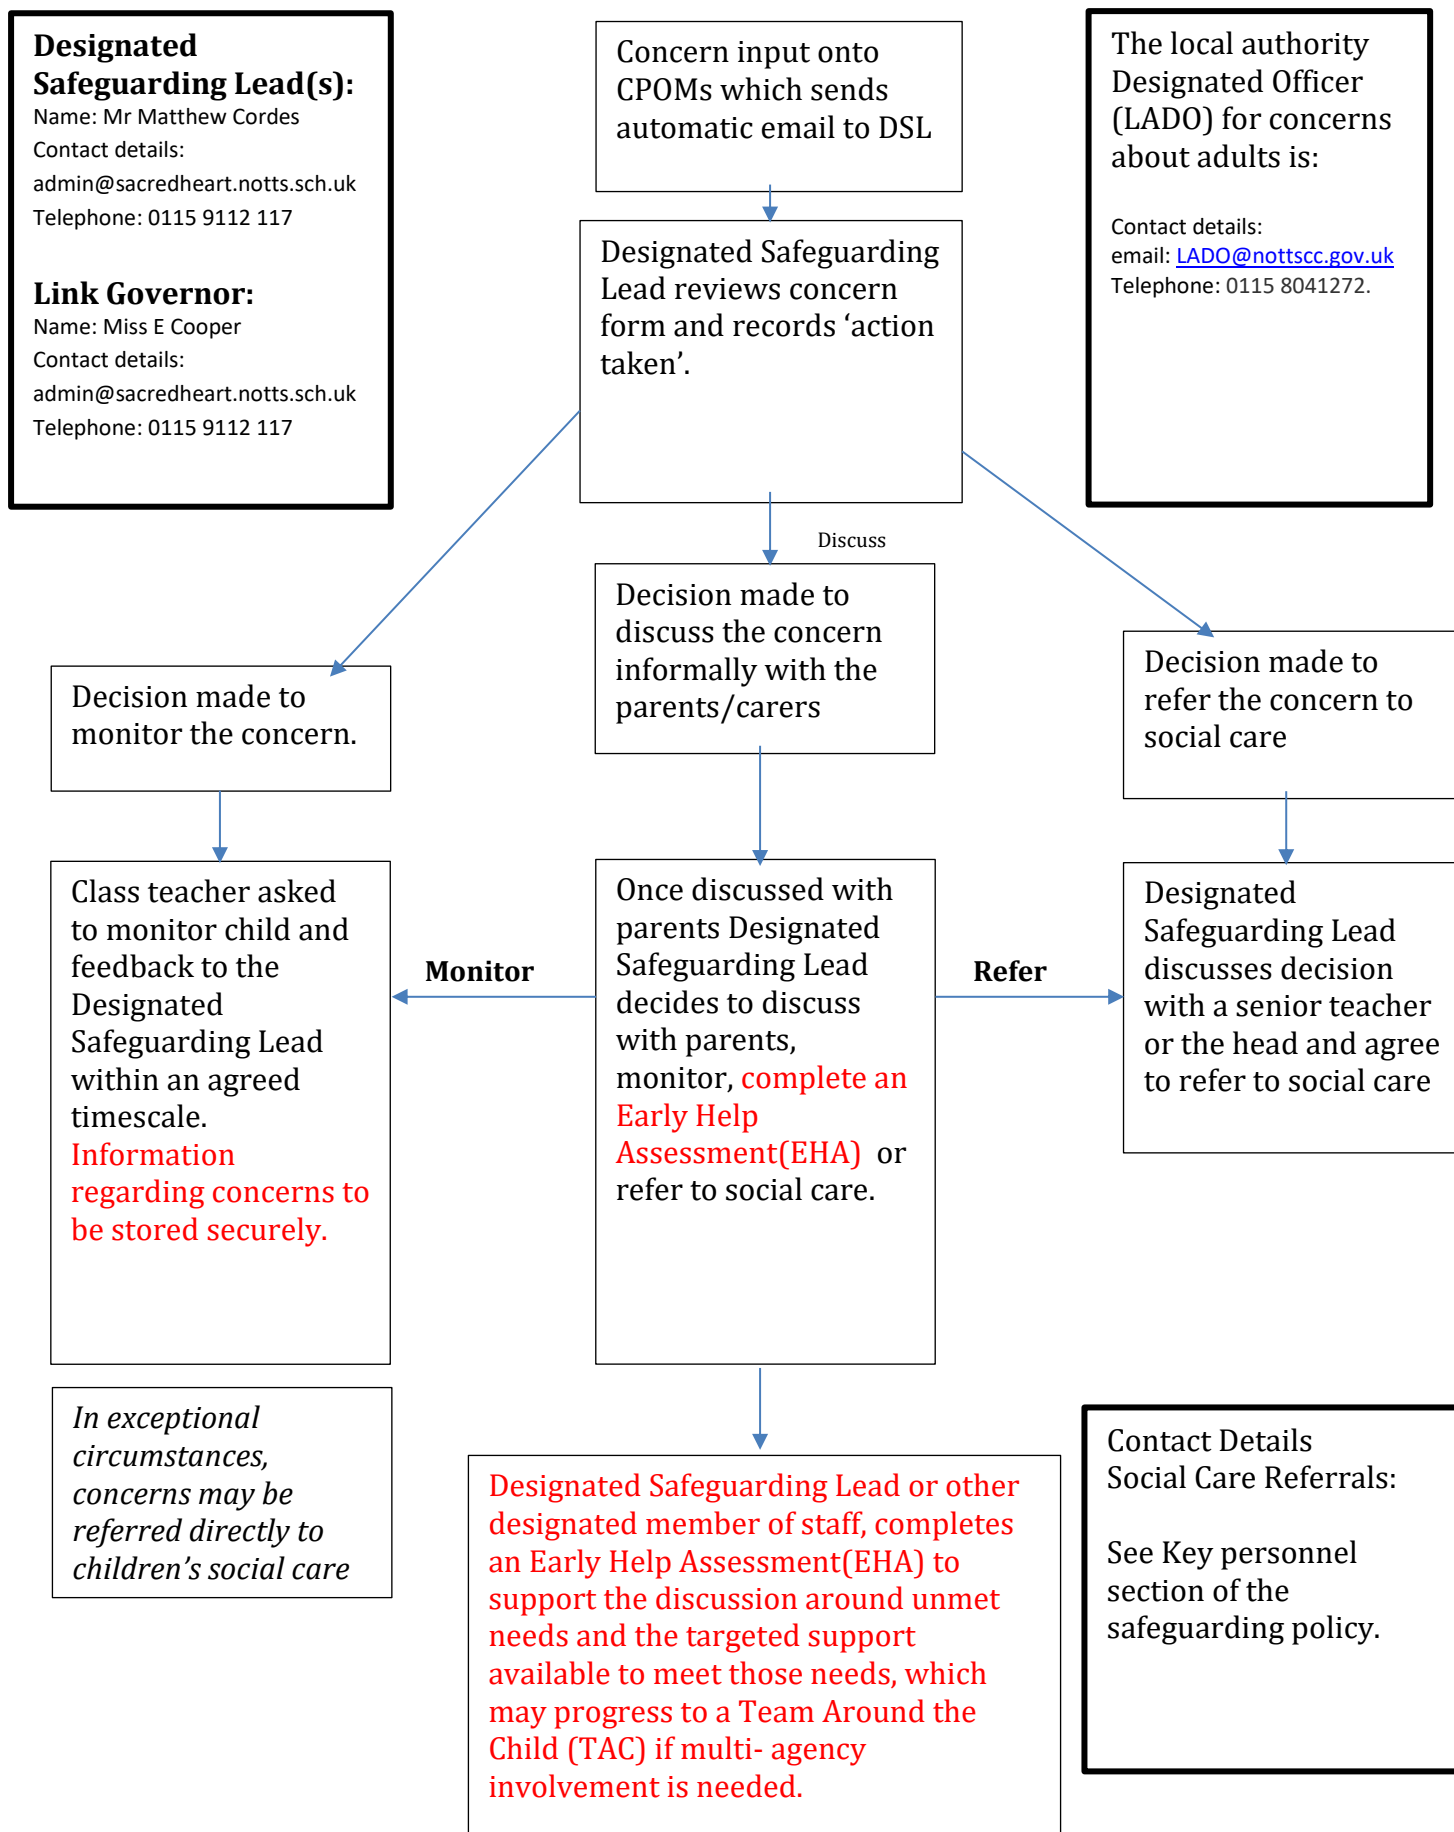 Designated
Safeguarding Lead(s):
Name: Mr Matthew Cordes
Contact details:
admin@sacredheart.notts.sch.uk
Telephone: 0115 9112 117
Link Governor:
Name: Miss E Cooper
Contact details:
admin@sacredheart.notts.sch.uk
Telephone: 0115 9112 117
Concern input onto
CPOMs which sends
automatic email to DSL
The local authority
Designated Officer
(LADO) for concerns
about adults is:
Contact details:
email: LADO@nottscc.gov.uk
Telephone: 0115 8041272.
Designated Safeguarding
Lead reviews concern
form and records ‘action
taken’.
Discuss
Decision made to
monitor the concern.
Decision made to
discuss the concern
informally with the
parents/carers
Decision made to
refer the concern to
social care
Class teacher asked
to monitor child and
feedback to the
Designated
Safeguarding Lead
within an agreed
timescale.
Information
regarding concerns to
be stored securely.
Monitor
Once discussed with
parents Designated
Safeguarding Lead
decides to discuss
with parents,
monitor, complete an
Early Help
Assessment(EHA)  or
refer to social care.
Refer
Designated
Safeguarding Lead
discusses decision
with a senior teacher
or the head and agree
to refer to social care
In exceptional
circumstances,
concerns may be
referred directly to
children’s social care
Designated Safeguarding Lead or other
designated member of staff, completes
an Early Help Assessment(EHA) to
support the discussion around unmet
needs and the targeted support
available to meet those needs, which
may progress to a Team Around the
Child (TAC) if multi- agency
involvement is needed.
Contact Details
Social Care Referrals:
See Key personnel
section of the
safeguarding policy.